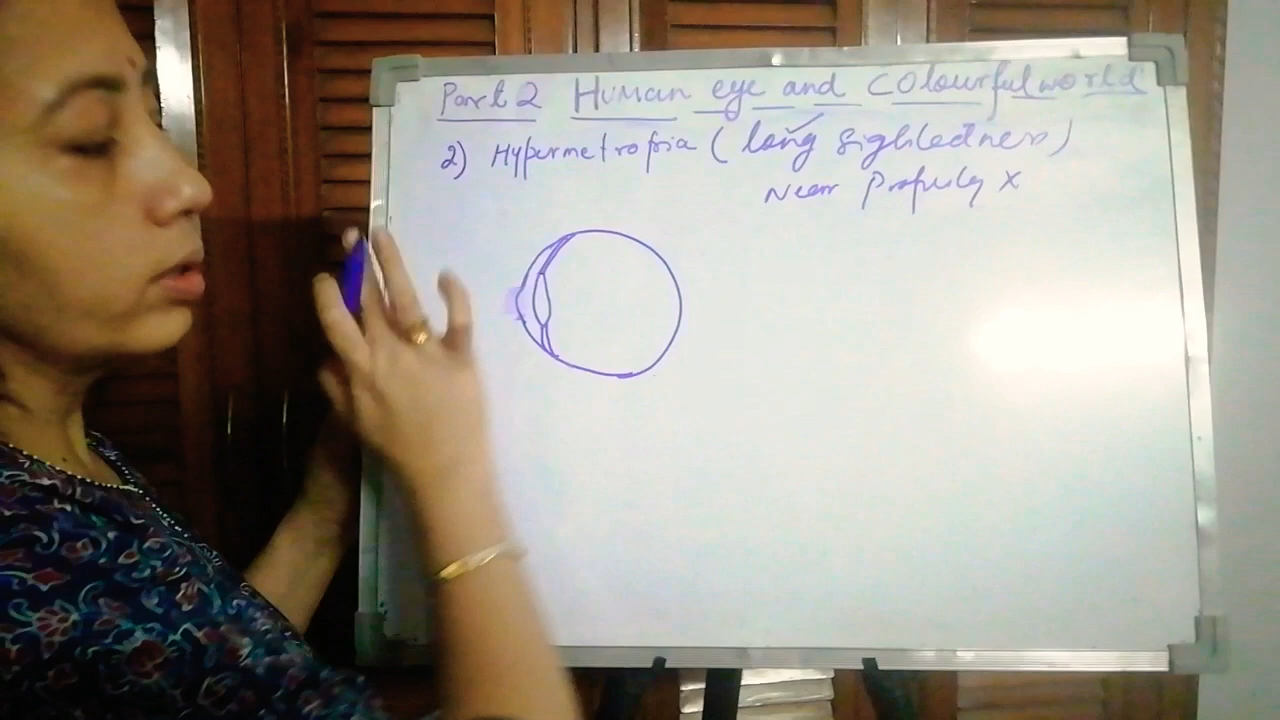 Part 2 Human eye and Colourful world
2) Hypermetropia (long sightedness)
Near Properly X